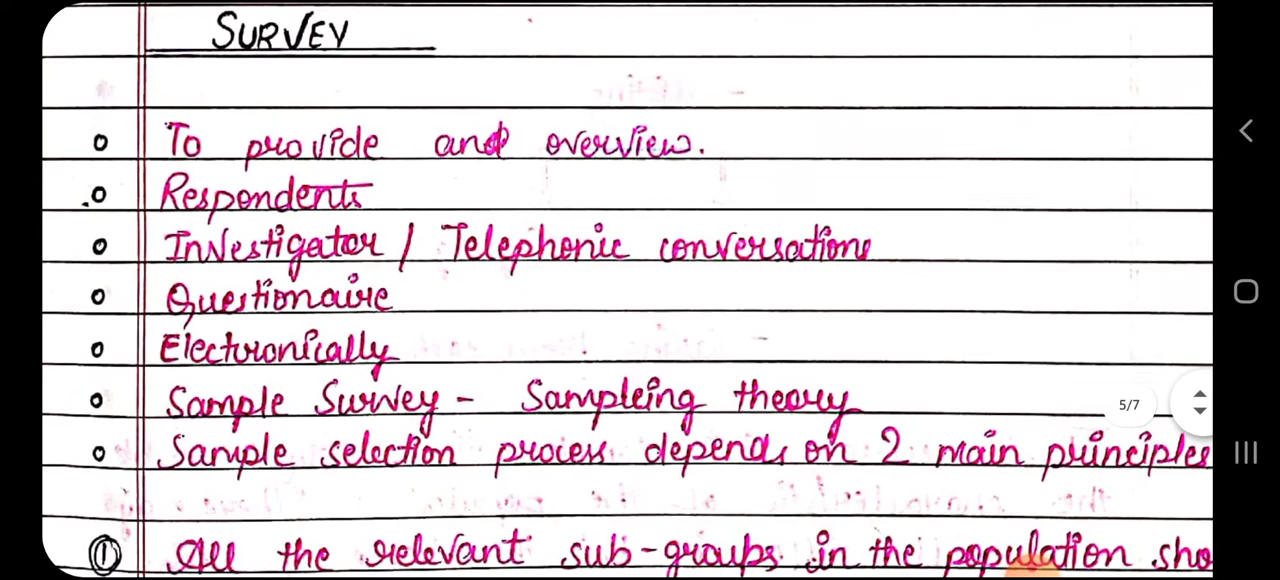 SURVEY
To provide and overview.
Respondents
Investigator / Telephonic conversations
Questionaire
Electronically
Sample Survey - Sampleing theory
5/7
Sample selection process depends on 2 main principles
① All the relevant sub-groups in the population sho